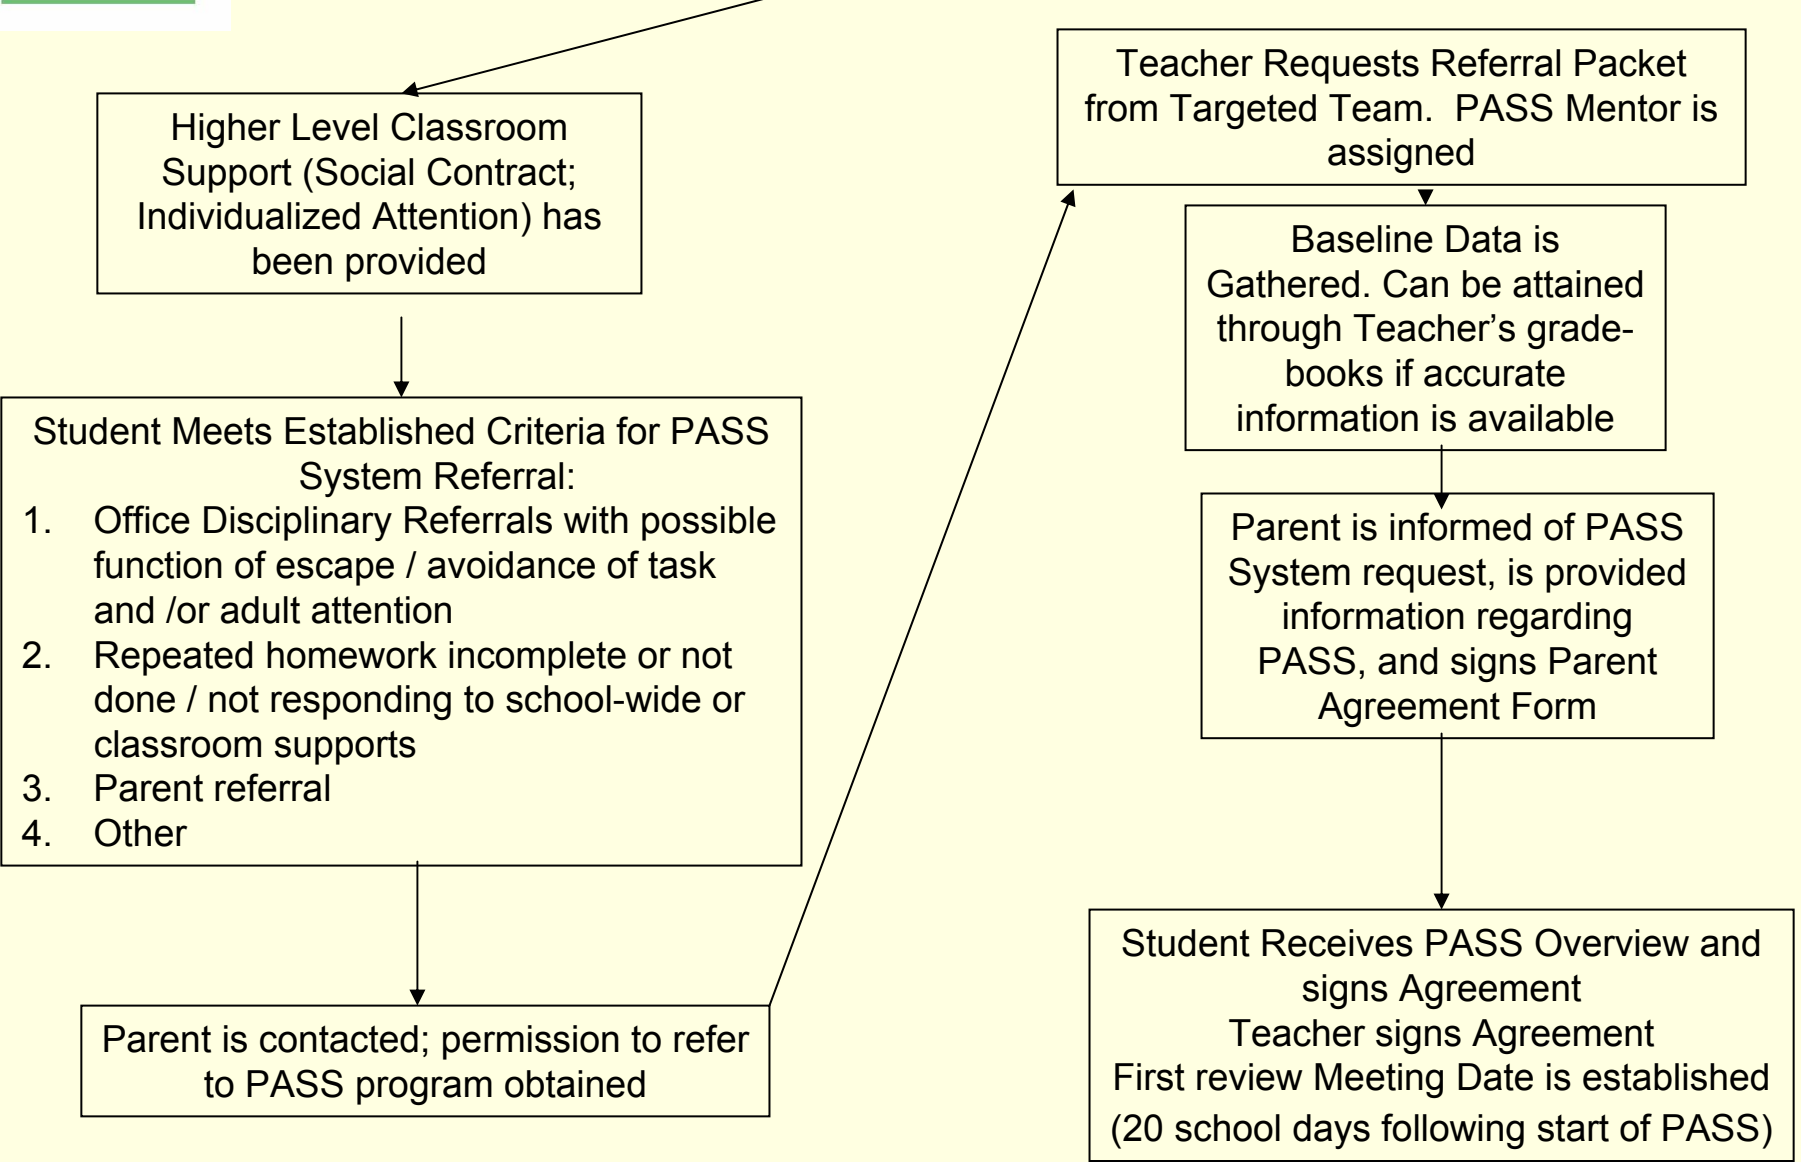 Higher Level Classroom
Support (Social Contract;
Individualized Attention) has
been provided
Student Meets Established Criteria for PASS
System Referral:
1. Office Disciplinary Referrals with possible
function of escape / avoidance of task
and /or adult attention
2. Repeated homework incomplete or not
done / not responding to school-wide or
classroom supports
3. Parent referral
4. Other
Parent is contacted; permission to refer
to PASS program obtained
Teacher Requests Referral Packet
from Targeted Team.  PASS Mentor is
assigned
Baseline Data is
Gathered. Can be attained
through Teacher’s grade-
books if accurate
information is available
Parent is informed of PASS
System request, is provided
information regarding
PASS, and signs Parent
Agreement Form
Student Receives PASS Overview and
signs Agreement
Teacher signs Agreement
First review Meeting Date is established
(20 school days following start of PASS)